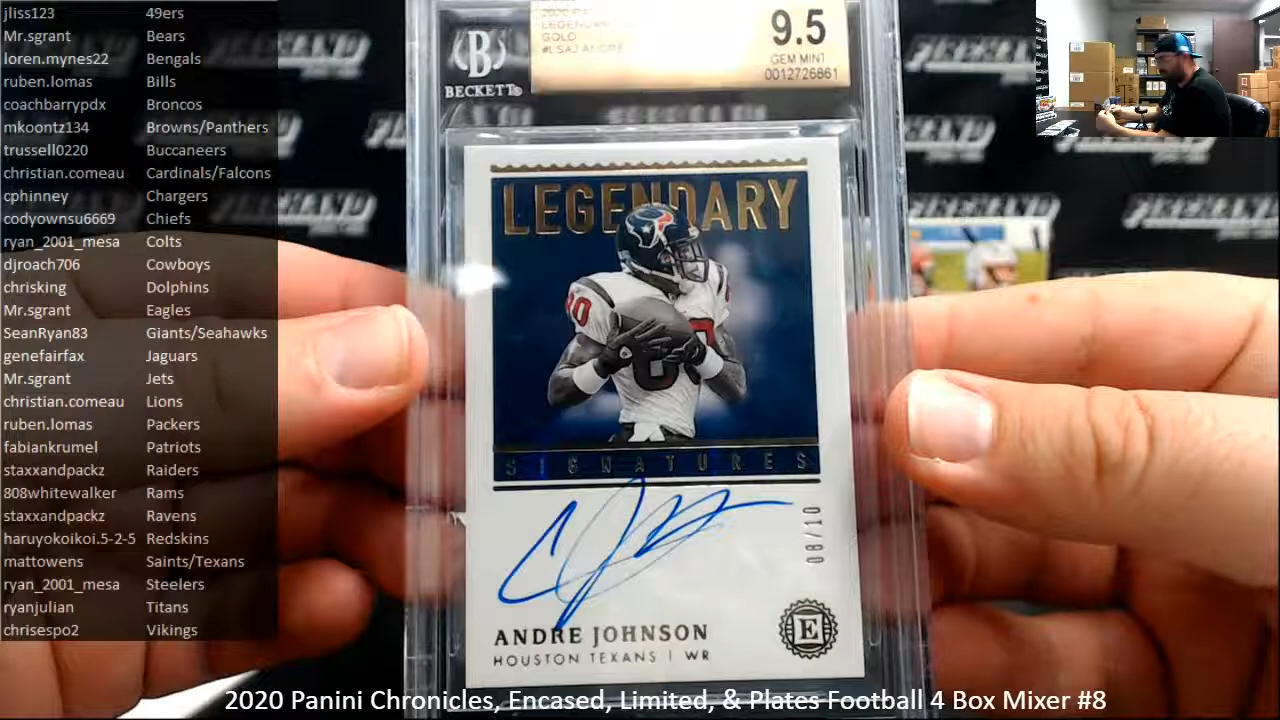 jliss123 49ers
Mr.sgrant Bears
loren.mynes22 Bengals
ruben.lomas Bills
coachbarrypdx Broncos
mkoontz134 Browns/Panthers
trussell0220 Buccaneers
christian.comeau Cardinals/Falcons
cphinney Chargers
codyownsu6669 Chiefs
ryan_2001_mesa Colts
djroach706 Cowboys
chrisking Dolphins
Mr.sgrant Eagles
SeanRyan83 Giants/Seahawks
genefairfax Jaguars
Mr.sgrant Jets
christian.comeau Lions
ruben.lomas Packers
fabiankrumel Patriots
staxxandpackz Raiders
808whitewalker Rams
staxxandpackz Ravens
haruyokoikoi.5-2-5 Redskins
mattowens Saints/Texans
ryan_2001_mesa Steelers
ryanjulian Titans
chrisespo2 Vikings
B
BECKETT
GOLD
#LSAJ ANDRE
9.5
GEM MINT
0012726861
LEGENDARY
80
SIGNATURES
08/10
ANDRE JOHNSON
HOUSTON TEXANS | WR
E
2020 Panini Chronicles, Encased, Limited, & Plates Football 4 Box Mixer #8